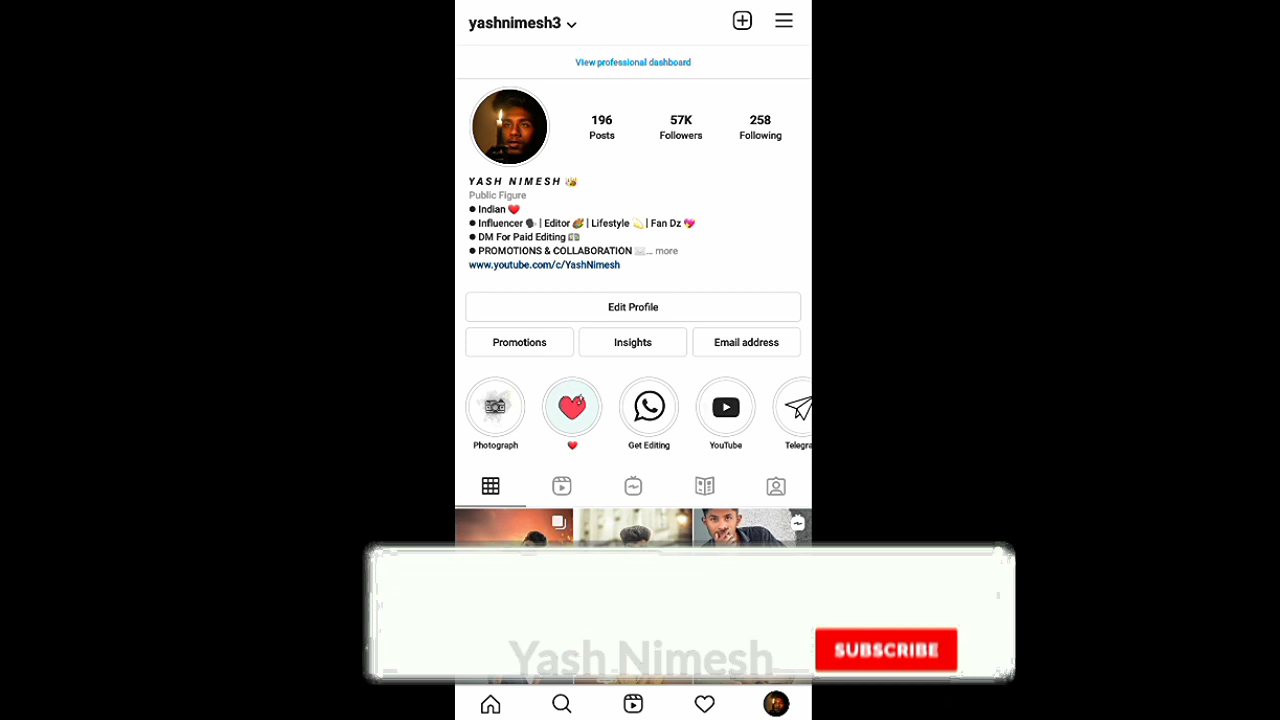 yashnimesh3
View professional dashboard
196 57K 258
Posts Followers Following
YASH NIMESH 🐝
Public Figure
● Indian ❤️
● Influencer 🗣 | Editor 🎨 | Lifestyle 💫 | Fan Dz 💖
● DM For Paid Editing 💵
● PROMOTIONS & COLLABORATION ✉️... more
www.youtube.com/c/YashNimesh
Edit Profile
Promotions Insights Email address
Photograph ❤️ Get Editing YouTube Telegra
Yash Nimesh
SUBSCRIBE